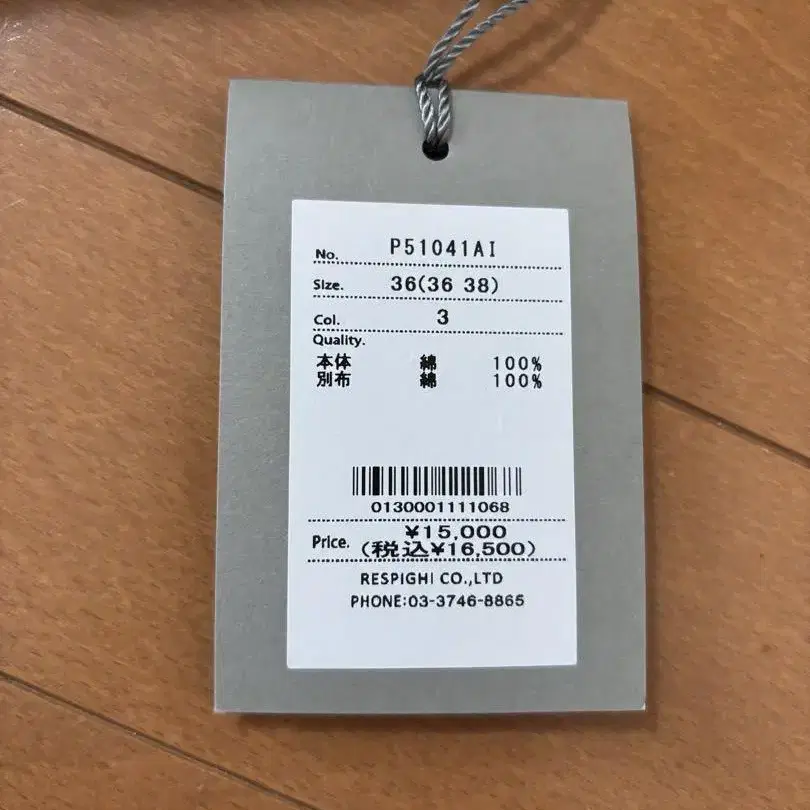 No. P51041AI
Size. 36(36 38)
Col. 3
Quality.
本体 綿 100%
別布 綿 100%
0130001111068
Price. ¥15,000
(税込¥16,500)
RESPIGHI CO.,LTD
PHONE:03-3746-8865